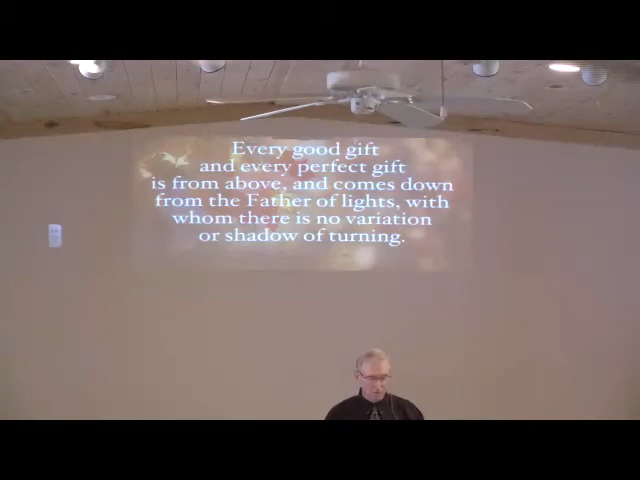 Every good gift
and every perfect gift
is from above, and comes down
from the Father of lights, with
whom there is no variation
or shadow of turning.